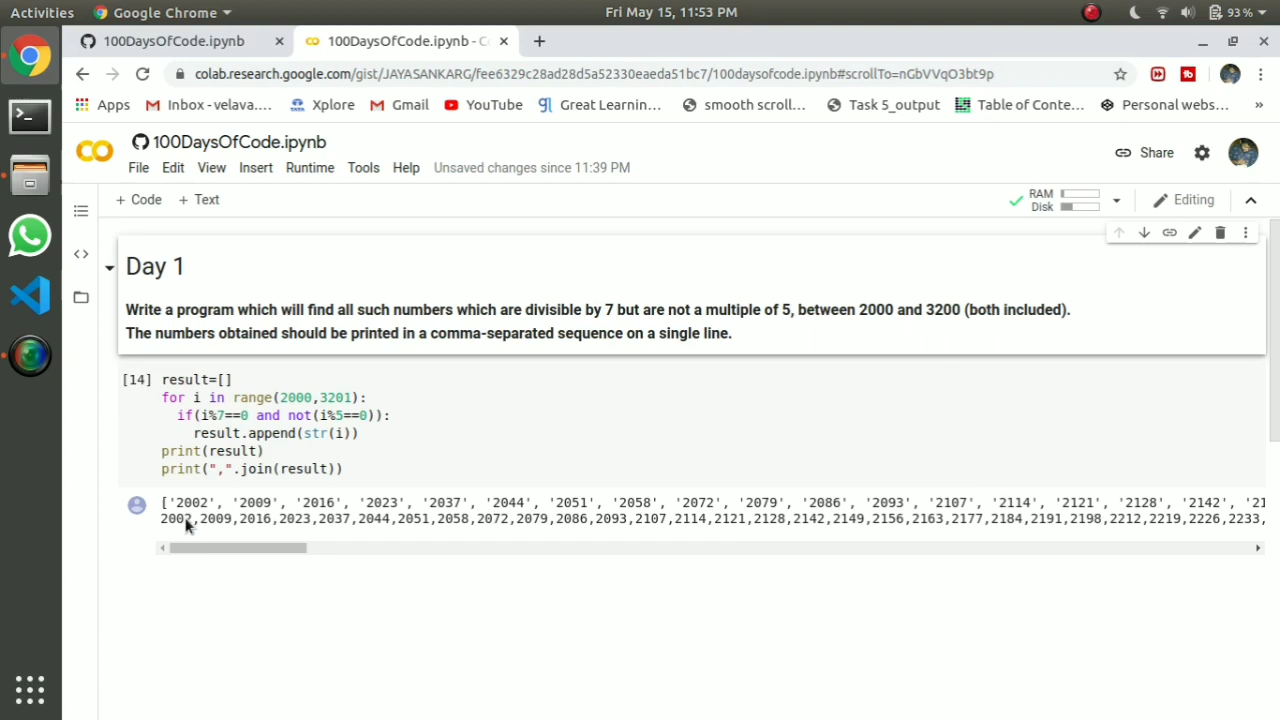 Activities Google Chrome Fri May 15, 11:53 PM 93 %
100DaysOfCode.ipynb 100DaysOfCode.ipynb - C
colab.research.google.com/gist/JAYASANKARG/fee6329c28ad28d5a52330eaeda51bc7/100daysofcode.ipynb#scrollTo=nGbVVqO3bt9p
Apps Inbox - velava.... Xplore Gmail YouTube Great Learnin... smooth scroll... Task 5_output Table of Conte... Personal webs... »
100DaysOfCode.ipynb
File Edit View Insert Runtime Tools Help Unsaved changes since 11:39 PM Share
+ Code + Text RAM Disk Editing
Day 1
Write a program which will find all such numbers which are divisible by 7 but are not a multiple of 5, between 2000 and 3200 (both included).
The numbers obtained should be printed in a comma-separated sequence on a single line.
[14] result=[]
for i in range(2000,3201):
if(i%7==0 and not(i%5==0)):
result.append(str(i))
print(result)
print(",".join(result))
['2002', '2009', '2016', '2023', '2037', '2044', '2051', '2058', '2072', '2079', '2086', '2093', '2107', '2114', '2121', '2128', '2142', '21
2002,2009,2016,2023,2037,2044,2051,2058,2072,2079,2086,2093,2107,2114,2121,2128,2142,2149,2156,2163,2177,2184,2191,2198,2212,2219,2226,2233,